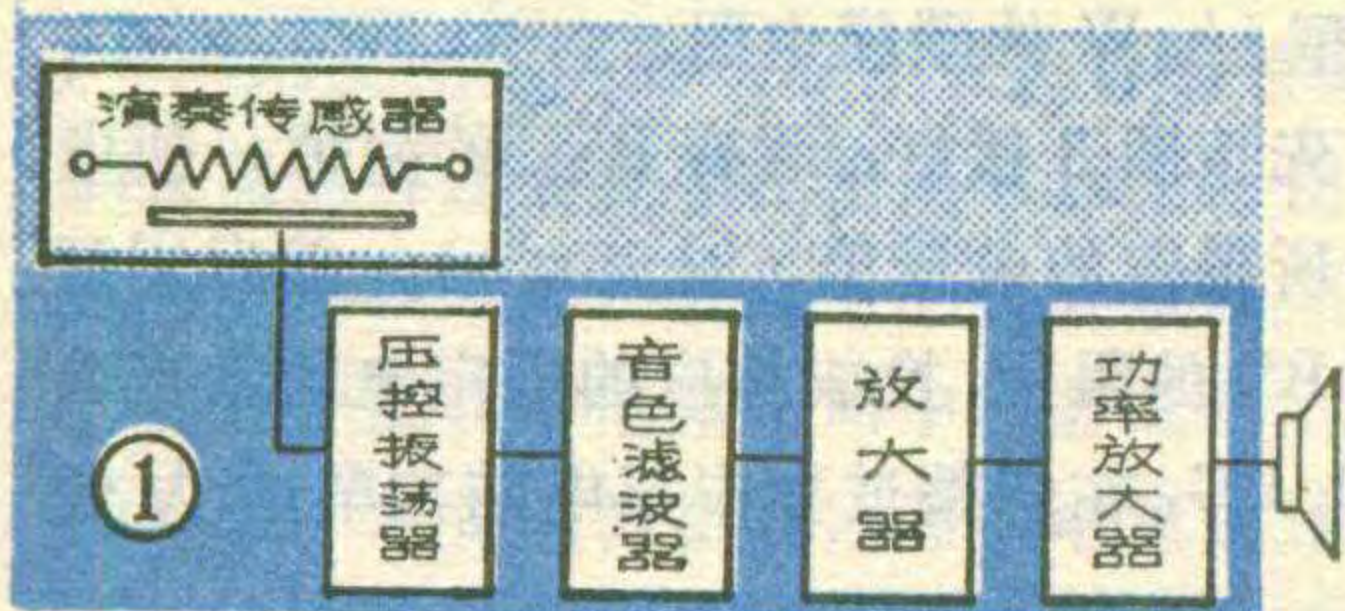 演奏传感器
压控振荡器
音色滤波器
放大器
功率放大器
①